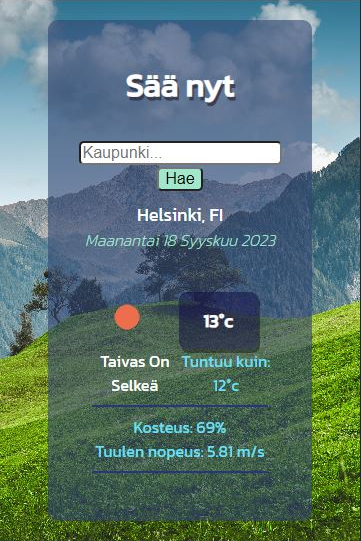 Sää nyt
Kaupunki...
Hae
Helsinki, FI
Maanantai 18 Syyskuu 2023
13°c
Taivas On
Selkeä
Tuntuu kuin:
12°c
Kosteus: 69%
Tuulen nopeus: 5.81 m/s